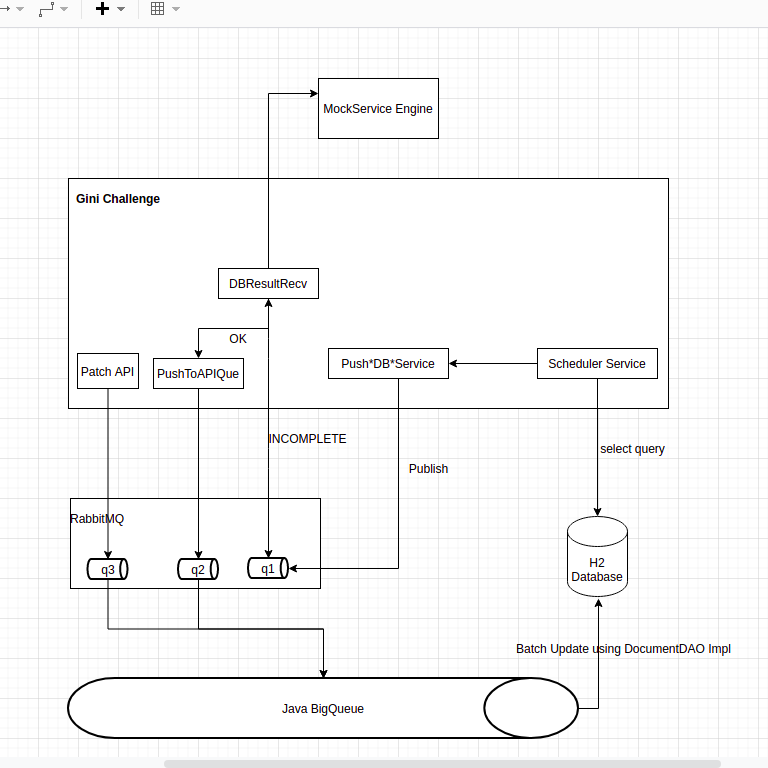 MockService Engine
Gini Challenge
DBResultRecv
OK
Patch API
PushToAPIQue
Push*DB*Service
Scheduler Service
INCOMPLETE
Publish
select query
RabbitMQ
q3
q2
q1
H2
Database
Batch Update using DocumentDAO Impl
Java BigQueue